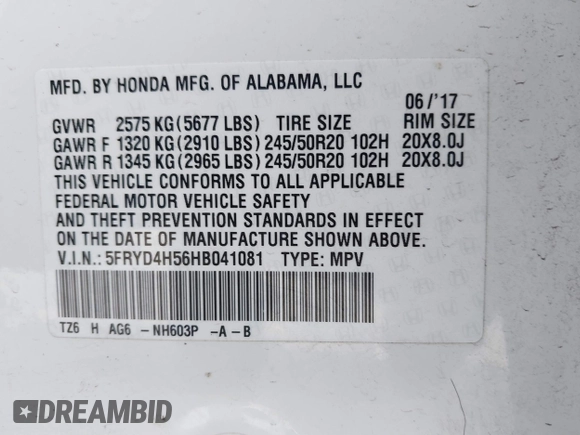 MFD. BY HONDA MFG. OF ALABAMA, LLC
06 /'17
GVWR 2575 KG (5677 LBS) TIRE SIZE RIM SIZE
GAWR F 1320 KG (2910 LBS) 245/50R20 102H 20X8.0J
GAWR R 1345 KG (2965 LBS) 245/50R20 102H 20X8.0J
THIS VEHICLE CONFORMS TO ALL APPLICABLE
FEDERAL MOTOR VEHICLE SAFETY
AND THEFT PREVENTION STANDARDS IN EFFECT
ON THE DATE OF MANUFACTURE SHOWN ABOVE.
V.I.N.: 5FRYD4H56HB041081 TYPE: MPV
TZ6 H AG6 -NH603P -A-B
DREAMBID